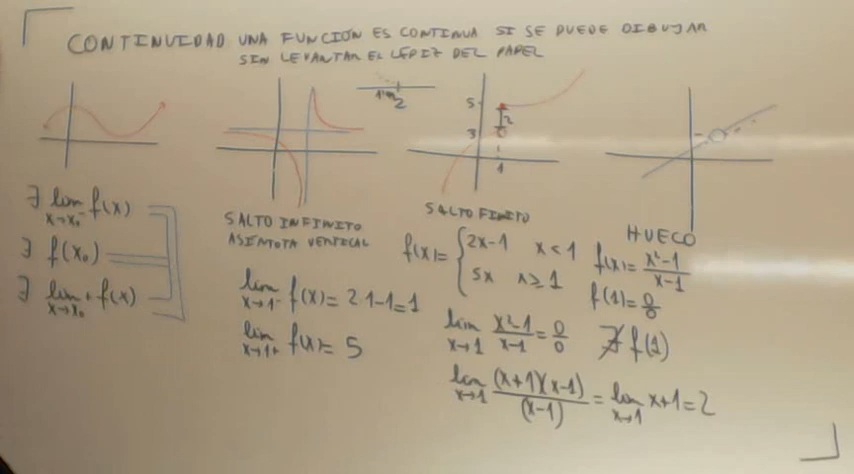 CONTINUIDAD UNA FUNCIÓN ES CONTINUA SI SE PUEDE DIBUJAR
SIN LEVANTAR EL LÁPIZ DEL PAPEL
2
5
3
2
1
∃ lim x→x₀⁻ f(x)
∃ f(x₀)
∃ lim x→x₀⁺ f(x)
SALTO INFINITO
ASINTOTA VERTICAL
lim x→1⁻ f(x) = 2·1-1=1
lim x→1⁺ f(x) = 5
SALTO FINITO
f(x)= { 2x-1 x<1
5x x≥1
HUECO
f(x)= x²-1 / x-1
f(1)= 0/0
lim x→1 x²-1 / x-1 = 0/0 ∄ f(1)
lim x→1 (x+1)(x-1) / (x-1) = lim x→1 x+1=2